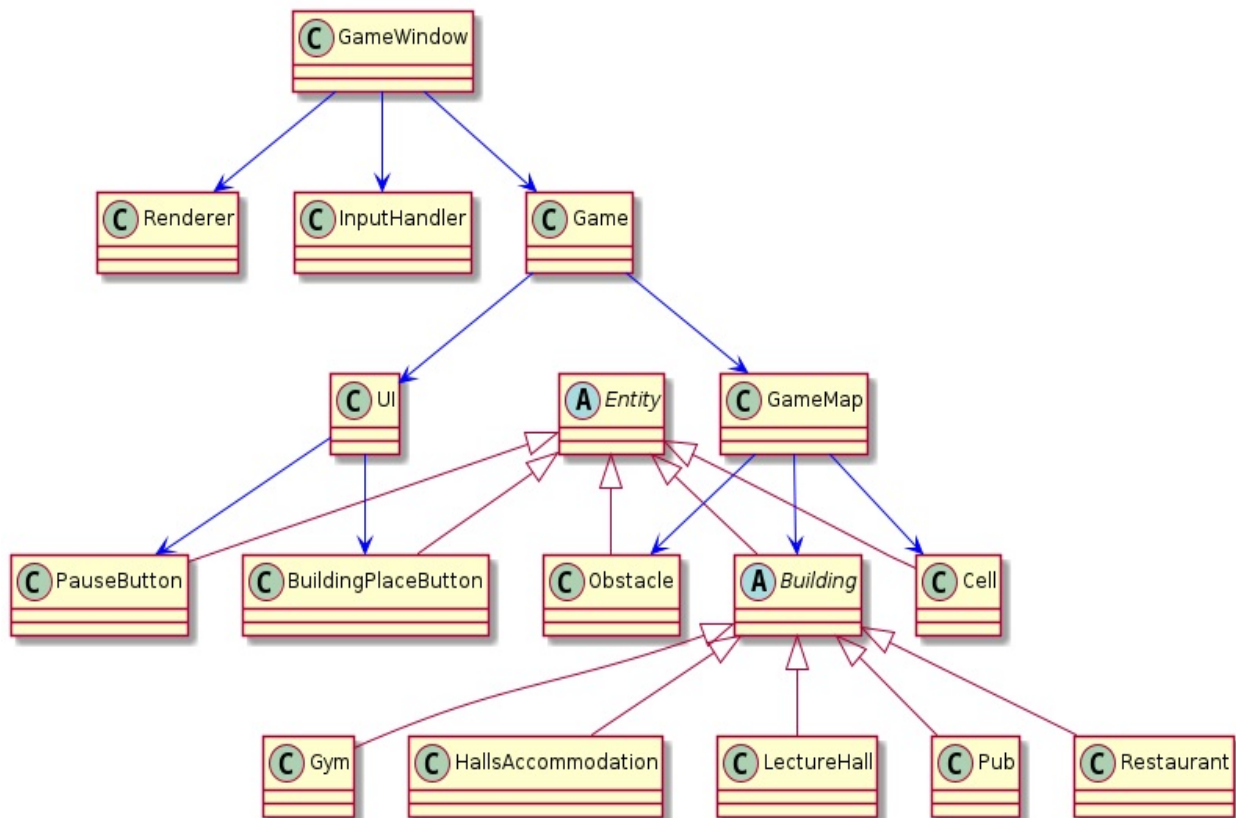 C GameWindow
C Renderer
C InputHandler
C Game
C UI
A Entity
C GameMap
C PauseButton
C BuildingPlaceButton
C Obstacle
A Building
C Cell
C Gym
C HallsAccommodation
C LectureHall
C Pub
C Restaurant